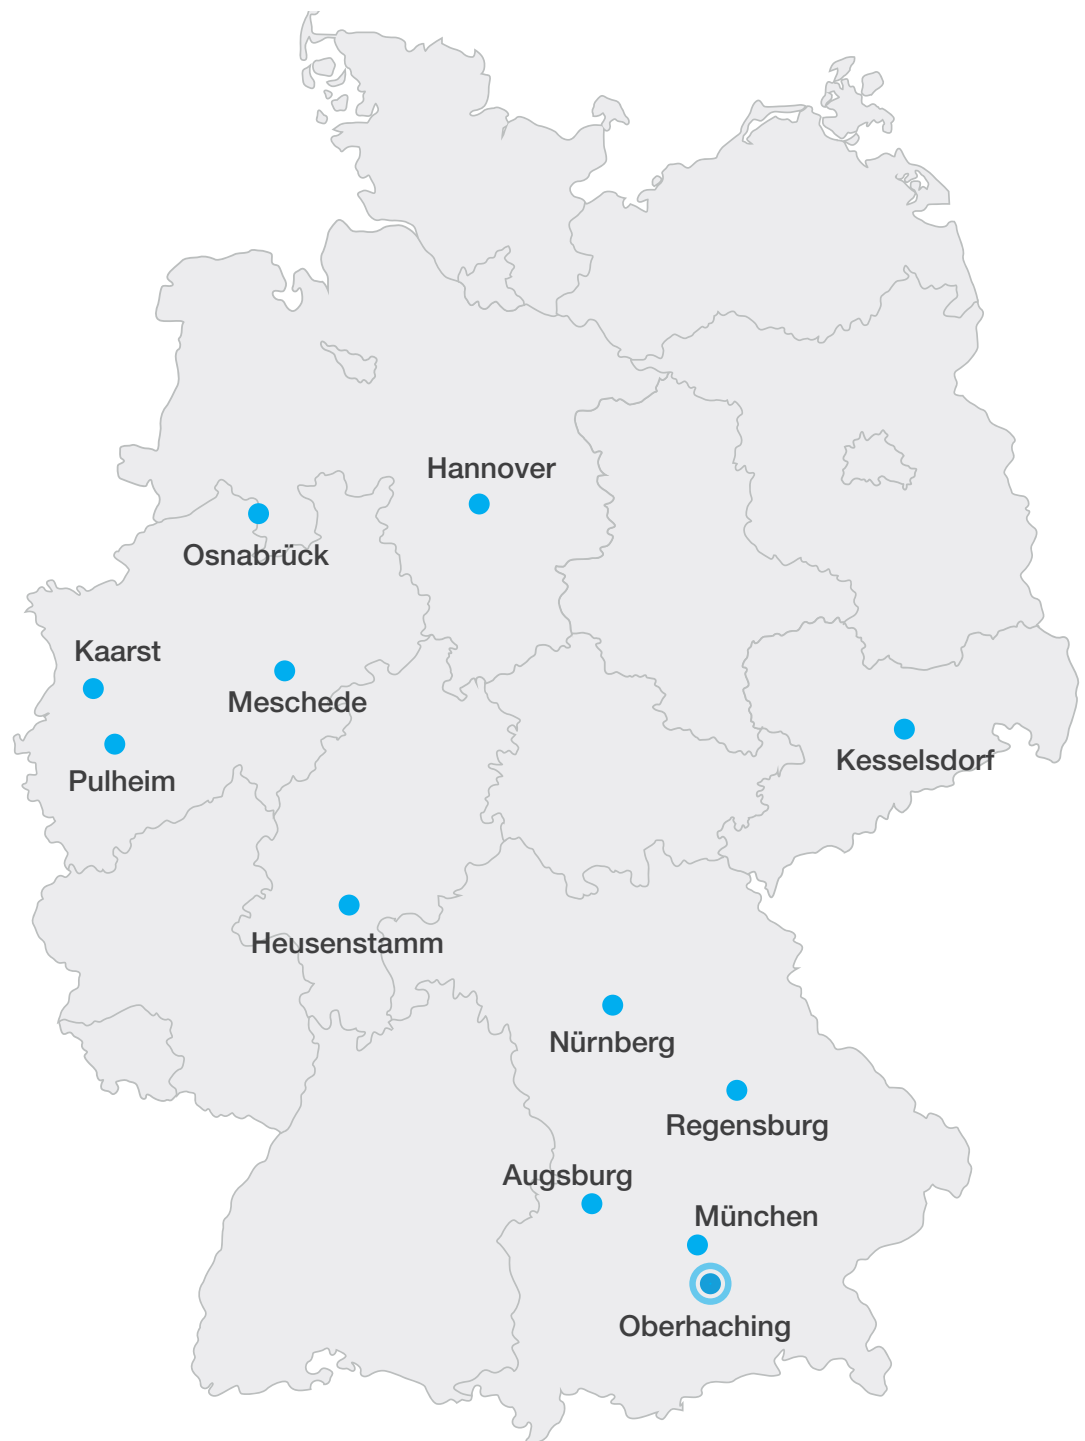 Hannover
Osnabrück
Kaarst
Meschede
Pulheim
Kesselsdorf
Heusenstamm
Nürnberg
Regensburg
Augsburg
München
Oberhaching